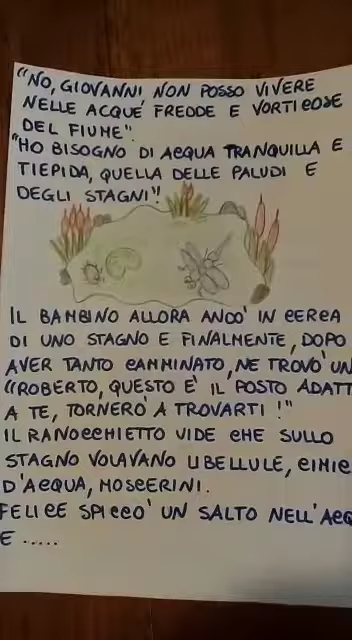 "NO, GIOVANNI NON POSSO VIVERE
NELLE ACQUE FREDDE E VORTICOSE
DEL FIUME".
"HO BISOGNO DI ACQUA TRANQUILLA E
TIEPIDA, QUELLA DELLE PALUDI E
DEGLI STAGNI".
IL BAMBINO ALLORA ANDO' IN CERCA
DI UNO STAGNO E FINALMENTE, DOPO
AVER TANTO CAMMINATO, NE TROVO' UN
"ROBERTO, QUESTO E' IL POSTO ADATT
A TE, TORNERO' A TROVARTI!"
IL RANOCCHIETTO VIDE CHE SULLO
STAGNO VOLAVANO LIBELLULE, CIMIC
D'ACQUA, MOSCERINI.
FELICE SPICCO' UN SALTO NELL'ACQ
E .....